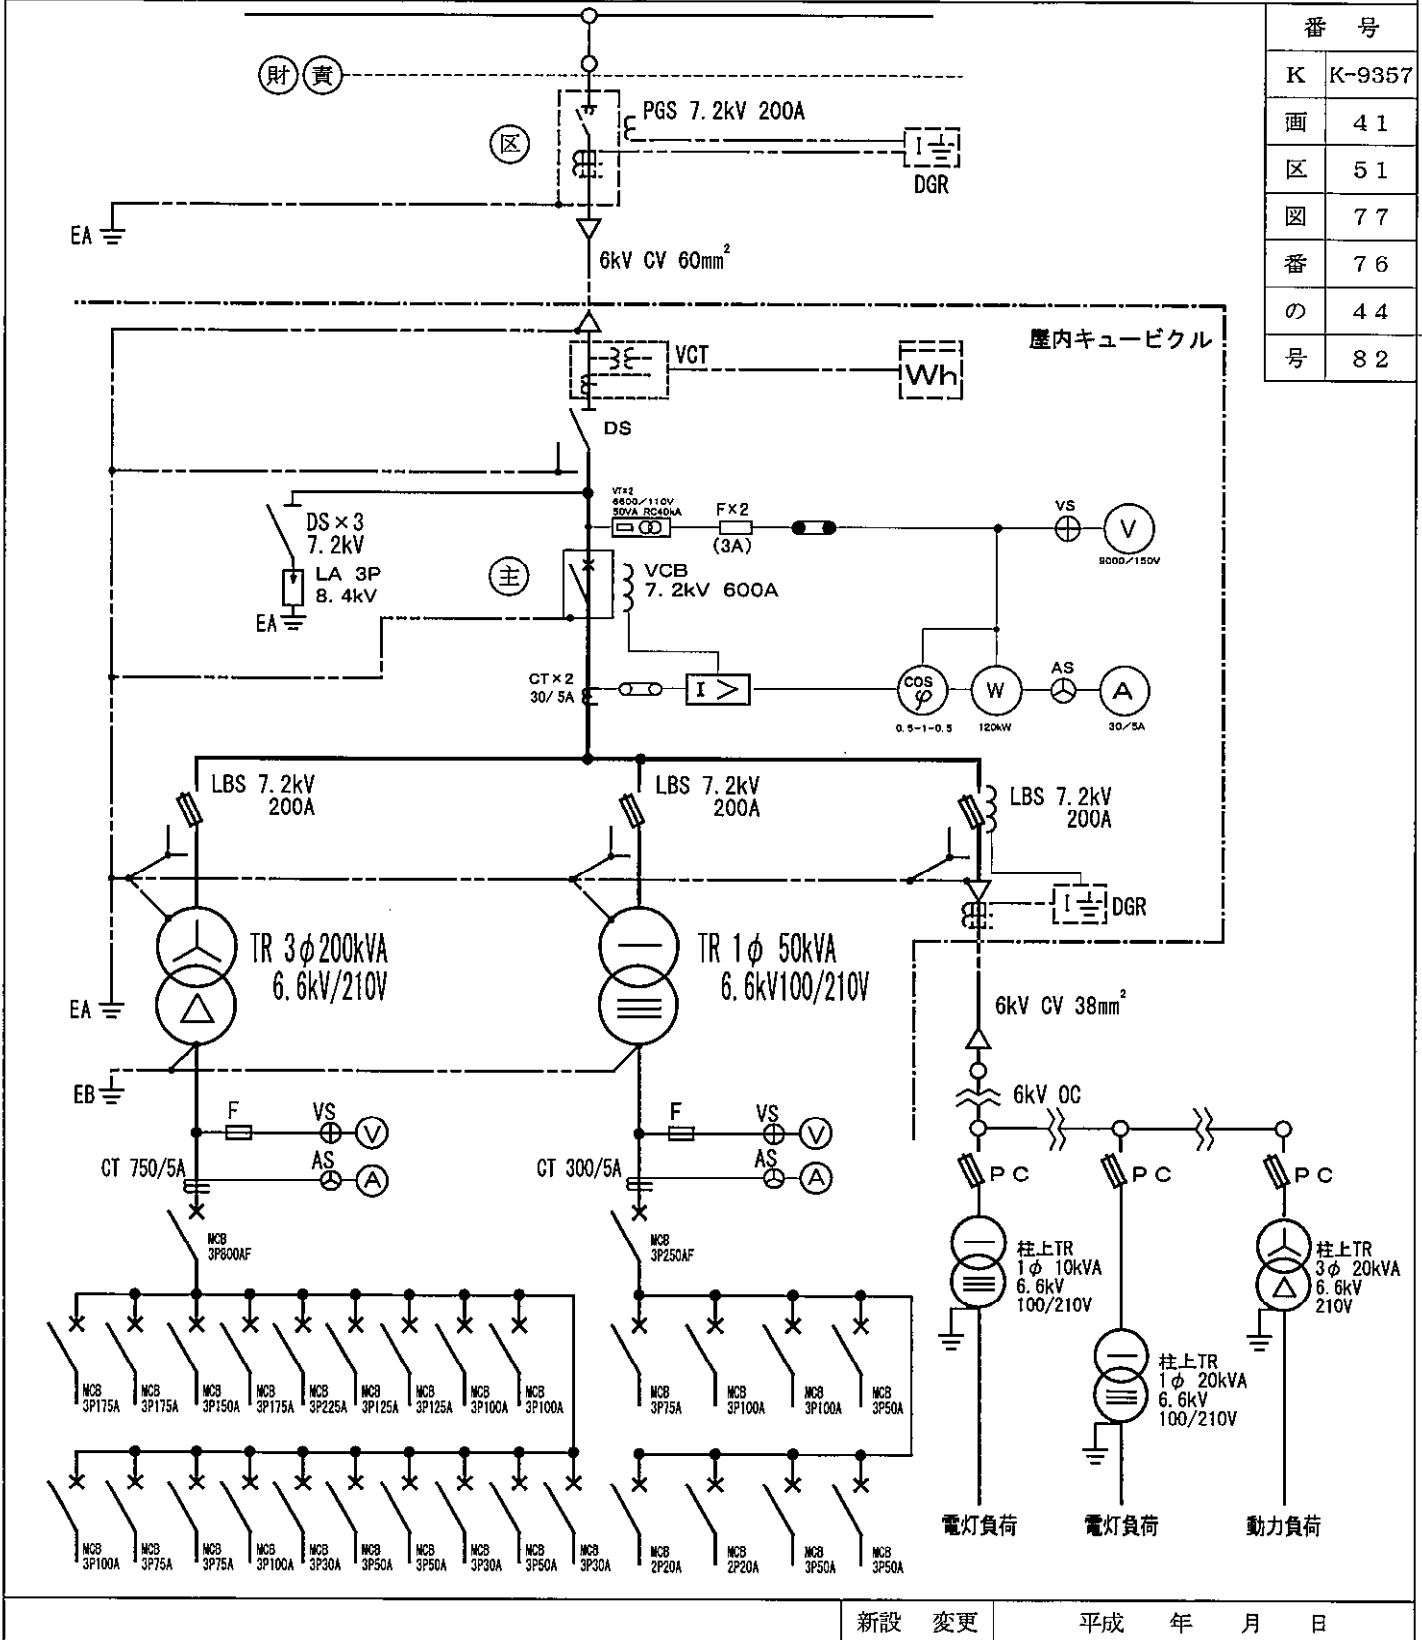 番 号
K K-9357
画 41
区 51
図 77
番 76
の 44
号 82
財 責
区
PGS 7.2kV 200A
I
DGR
EA
6kV CV 60mm²
屋内キュービクル
VCT
Wh
DS
DS×3
7.2kV
LA 3P
8.4kV
EA
VT×2
6600/110V
50VA RC40kA
F×2
(3A)
VS
V
9000/150V
主
VCB
7.2kV 600A
CT×2
30/5A
I >
COS
φ
0.5-1-0.5
W
120kW
AS
A
30/5A
LBS 7.2kV
200A
LBS 7.2kV
200A
LBS 7.2kV
200A
I
DGR
TR 3φ200kVA
6.6kV/210V
TR 1φ 50kVA
6.6kV100/210V
EA
EB
6kV CV 38mm²
6kV OC
F
VS
V
CT 750/5A
AS
A
F
VS
V
CT 300/5A
AS
A
MCB
3P800AF
MCB
3P250AF
PC
PC
PC
柱上TR
1φ 10kVA
6.6kV
100/210V
柱上TR
1φ 20kVA
6.6kV
100/210V
柱上TR
3φ 20kVA
6.6kV
210V
MCB
3P175A
MCB
3P175A
MCB
3P150A
MCB
3P175A
MCB
3P225A
MCB
3P125A
MCB
3P125A
MCB
3P100A
MCB
3P100A
MCB
3P75A
MCB
3P100A
MCB
3P100A
MCB
3P50A
MCB
3P100A
MCB
3P75A
MCB
3P75A
MCB
3P100A
MCB
3P30A
MCB
3P50A
MCB
3P50A
MCB
3P30A
MCB
3P50A
MCB
3P30A
MCB
2P20A
MCB
2P20A
MCB
3P50A
MCB
3P50A
電灯負荷
電灯負荷
動力負荷
新設 変更 平成 年 月 日